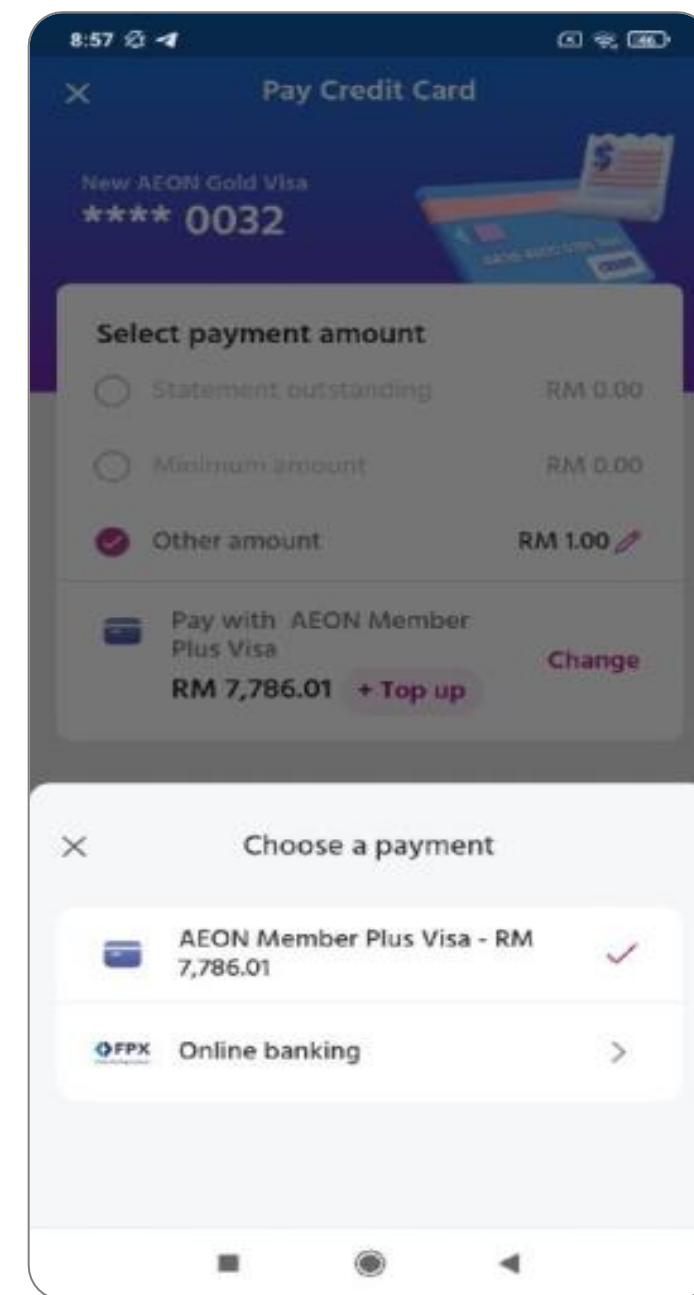 8:57
46
Pay Credit Card
New AEON Gold Visa
**** 0032
$
Select payment amount
Statement outstanding RM 0.00
Minimum amount RM 0.00
Other amount RM 1.00
Pay with AEON Member
Plus Visa
Change
RM 7,786.01 + Top up
Choose a payment
AEON Member Plus Visa - RM
7,786.01
FPX Online banking